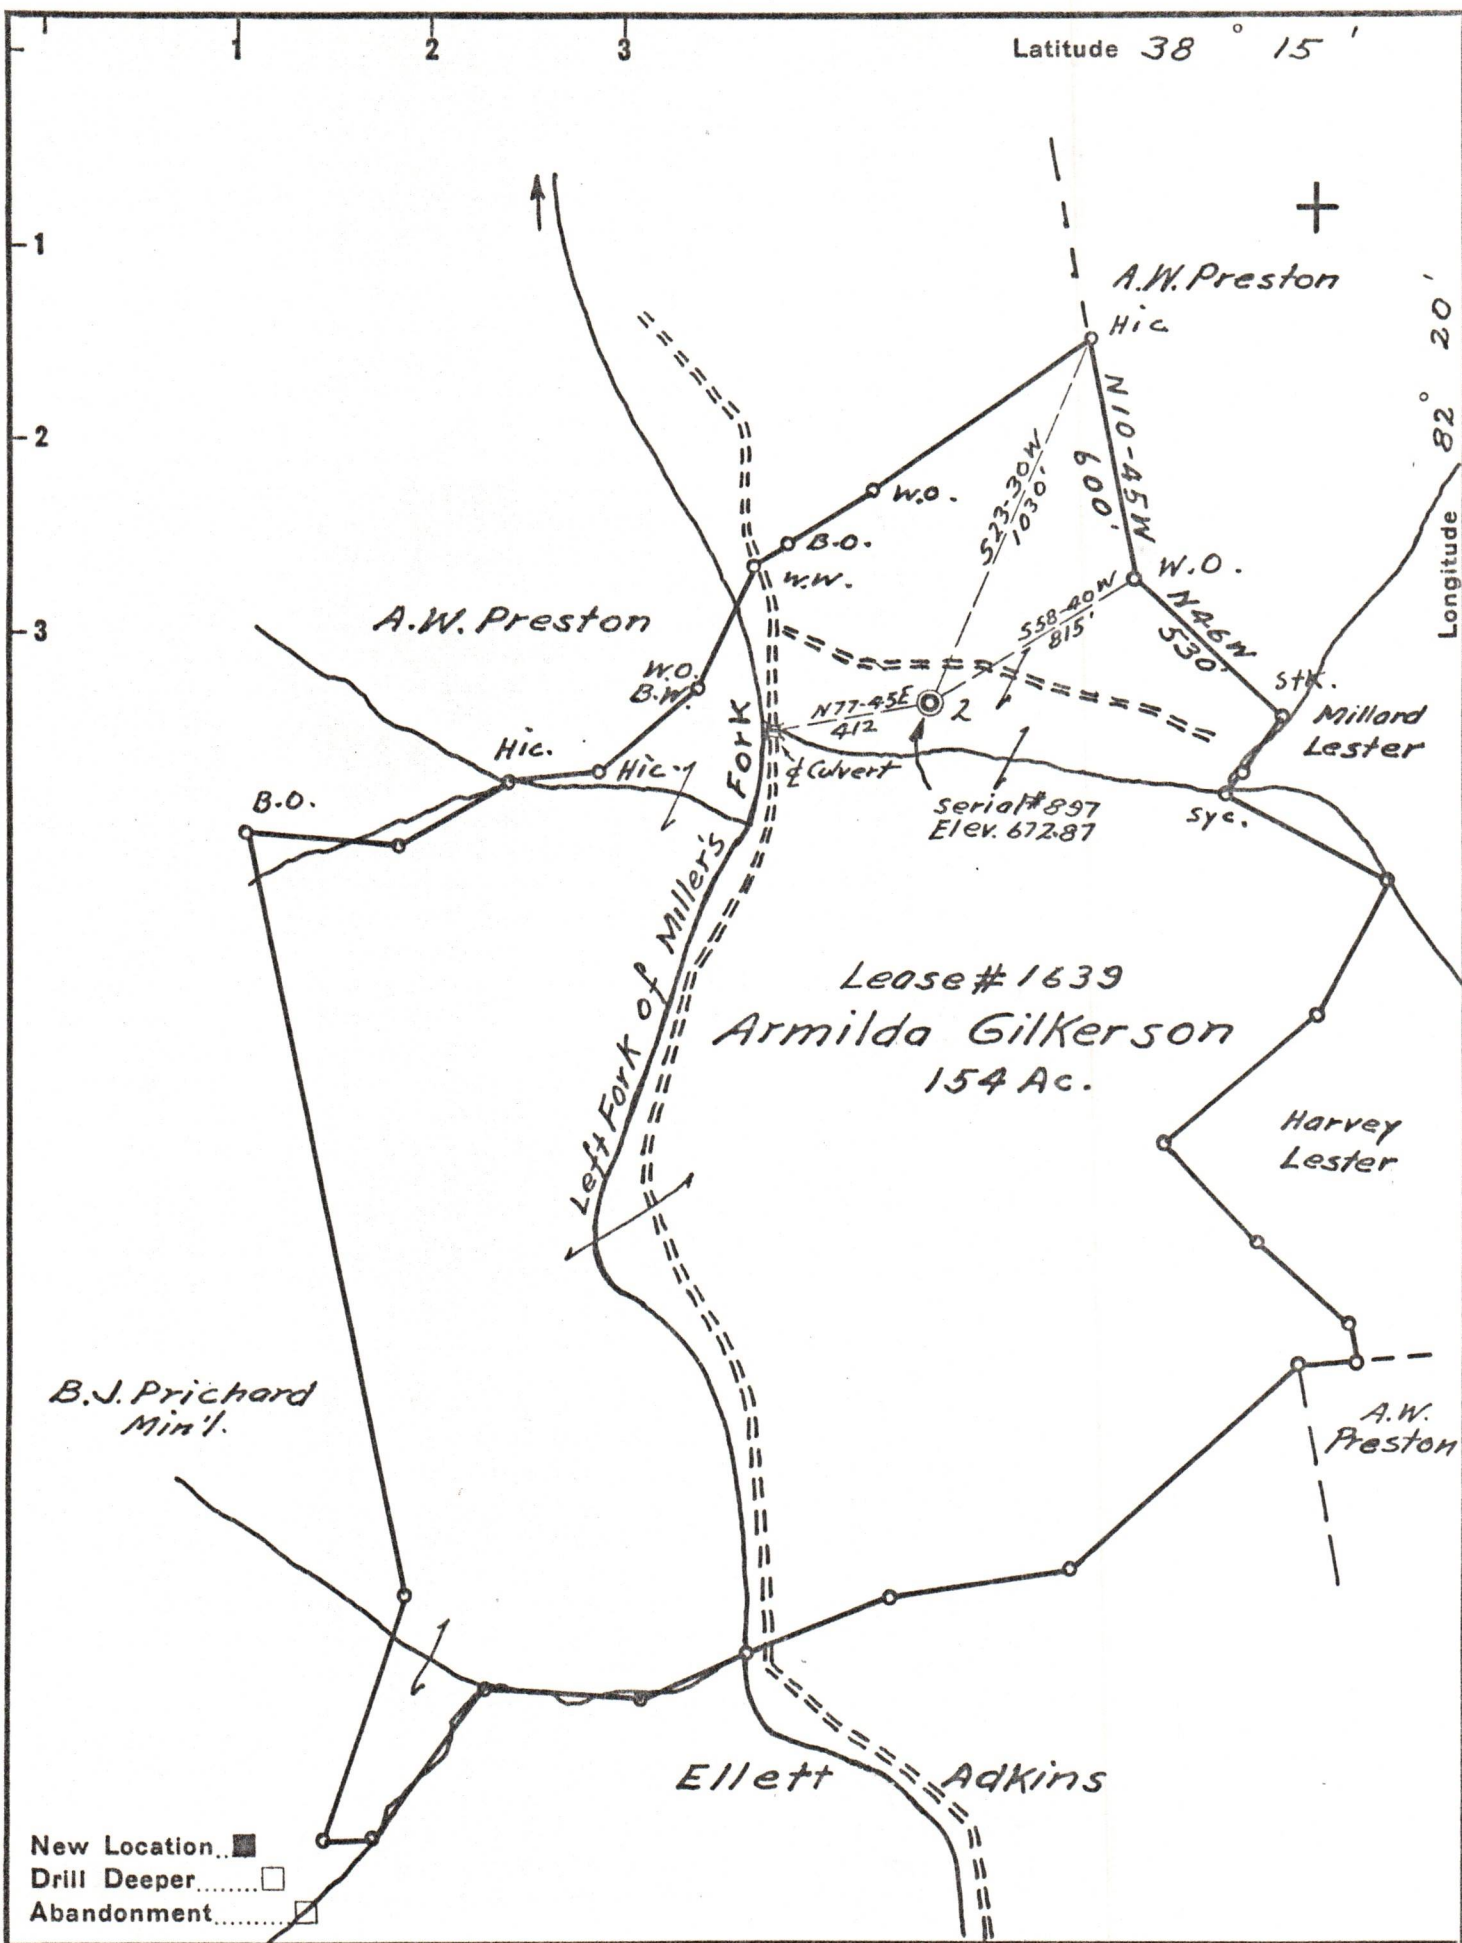 1 2 3
Latitude 38° 15'
1
2
3
Longitude 82° 20'
A.W. Preston
Hic.
N10-45W
600'
S23-30W
1030'
W.O.
B.O.
W.W.
W.O.
S58-40W
815'
N46W
530'
A.W. Preston
W.O.
B.W.
Stk.
Millard
Lester
N77-45E
412
2
Hic.
Hic.
℄ Culvert
Serial #897
Elev. 672.87
Syc.
B.O.
Left Fork of Miller's Fork
Lease # 1639
Armilda Gilkerson
154 Ac.
Harvey
Lester
B.J. Prichard
Min'l.
A.W.
Preston
Ellett Adkins
New Location..
Drill Deeper........
Abandonment.........